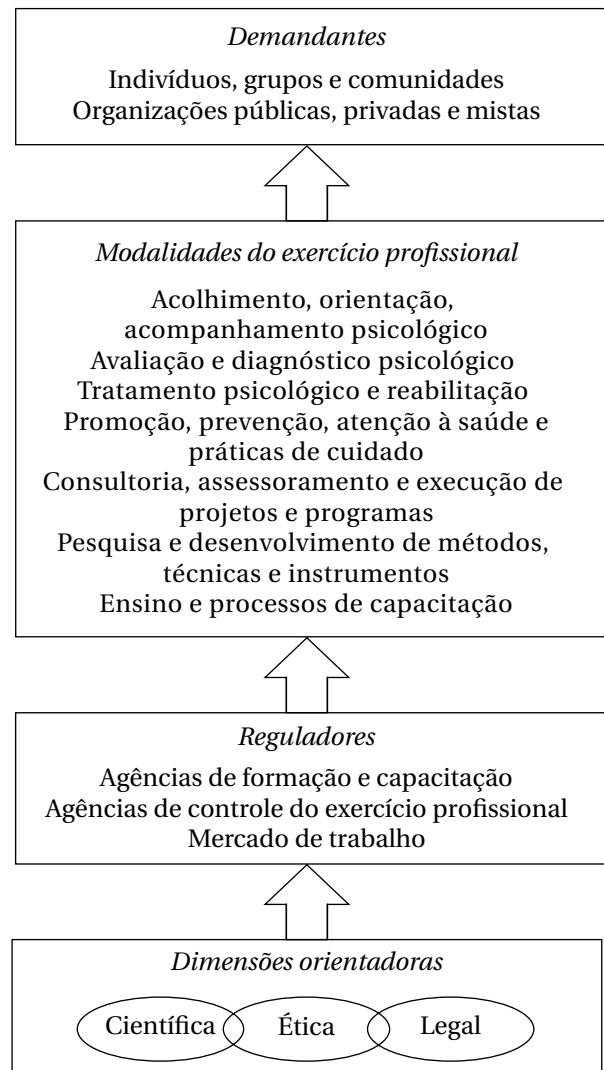 Demandantes
Indivíduos, grupos e comunidades
Organizações públicas, privadas e mistas
Modalidades do exercício profissional
Acolhimento, orientação,
acompanhamento psicológico
Avaliação e diagnóstico psicológico
Tratamento psicológico e reabilitação
Promoção, prevenção, atenção à saúde e
práticas de cuidado
Consultoria, assessoramento e execução de
projetos e programas
Pesquisa e desenvolvimento de métodos,
técnicas e instrumentos
Ensino e processos de capacitação
Reguladores
Agências de formação e capacitação
Agências de controle do exercício profissional
Mercado de trabalho
Dimensões orientadoras
Científica Ética Legal